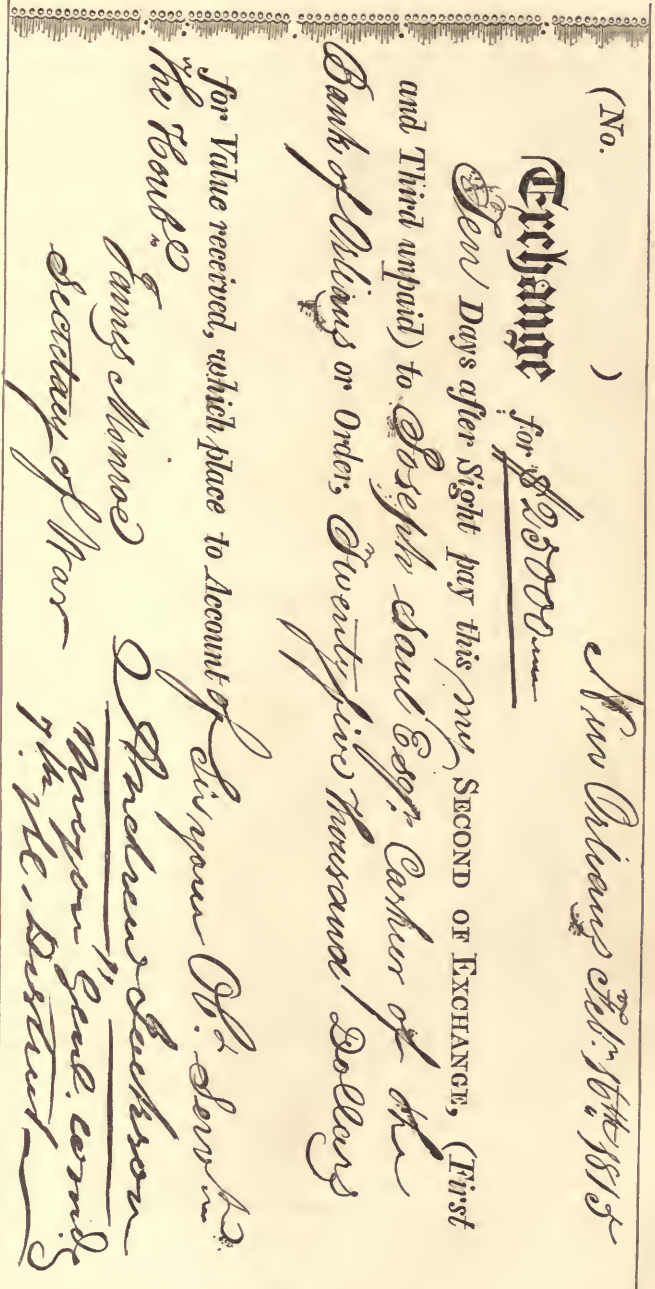 (No. ) New Orleans Feby. 16th. 1815
Exchange for $25000
Ten Days after Sight pay this my SECOND OF EXCHANGE, (First
and Third unpaid) to Joseph Saul Esqr. Cashier of the
Bank of Orleans or Order, Twenty five thousand Dollars
for Value received, which place to Account of Sir, your Obt. Servt.
The Honble. Andrew Jackson
James Monroe Major Genl. comdg
Secretary of War 7th. M. District